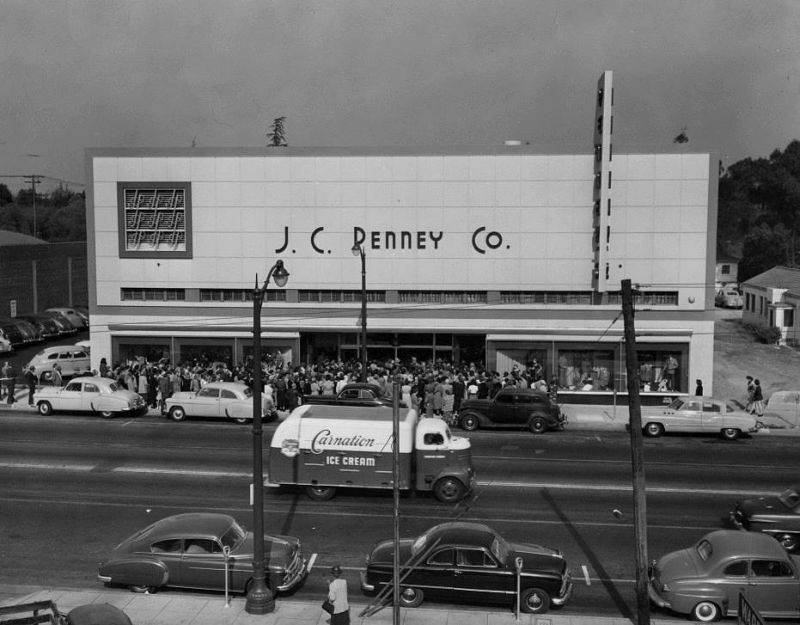 J. C. PENNEY CO.
Carnation
ICE CREAM